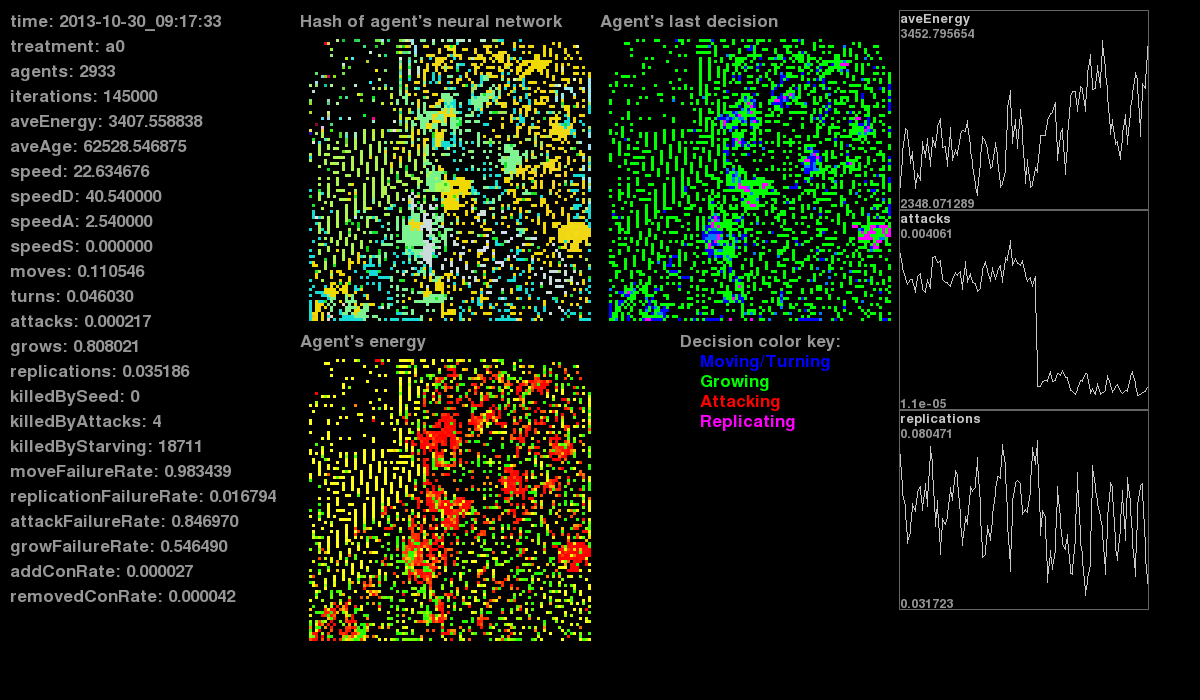 time: 2013-10-30_09:17:33
treatment: a0
agents: 2933
iterations: 145000
aveEnergy: 3407.558838
aveAge: 62528.546875
speed: 22.634676
speedD: 40.540000
speedA: 2.540000
speedS: 0.000000
moves: 0.110546
turns: 0.046030
attacks: 0.000217
grows: 0.808021
replications: 0.035186
killedBySeed: 0
killedByAttacks: 4
killedByStarving: 18711
moveFailureRate: 0.983439
replicationFailureRate: 0.016794
attackFailureRate: 0.846970
growFailureRate: 0.546490
addConRate: 0.000027
removedConRate: 0.000042
Hash of agent's neural network
Agent's last decision
Agent's energy
Decision color key:
Moving/Turning
Growing
Attacking
Replicating
aveEnergy
3452.795654
2348.071289
attacks
0.004061
1.1e-05
replications
0.080471
0.031723